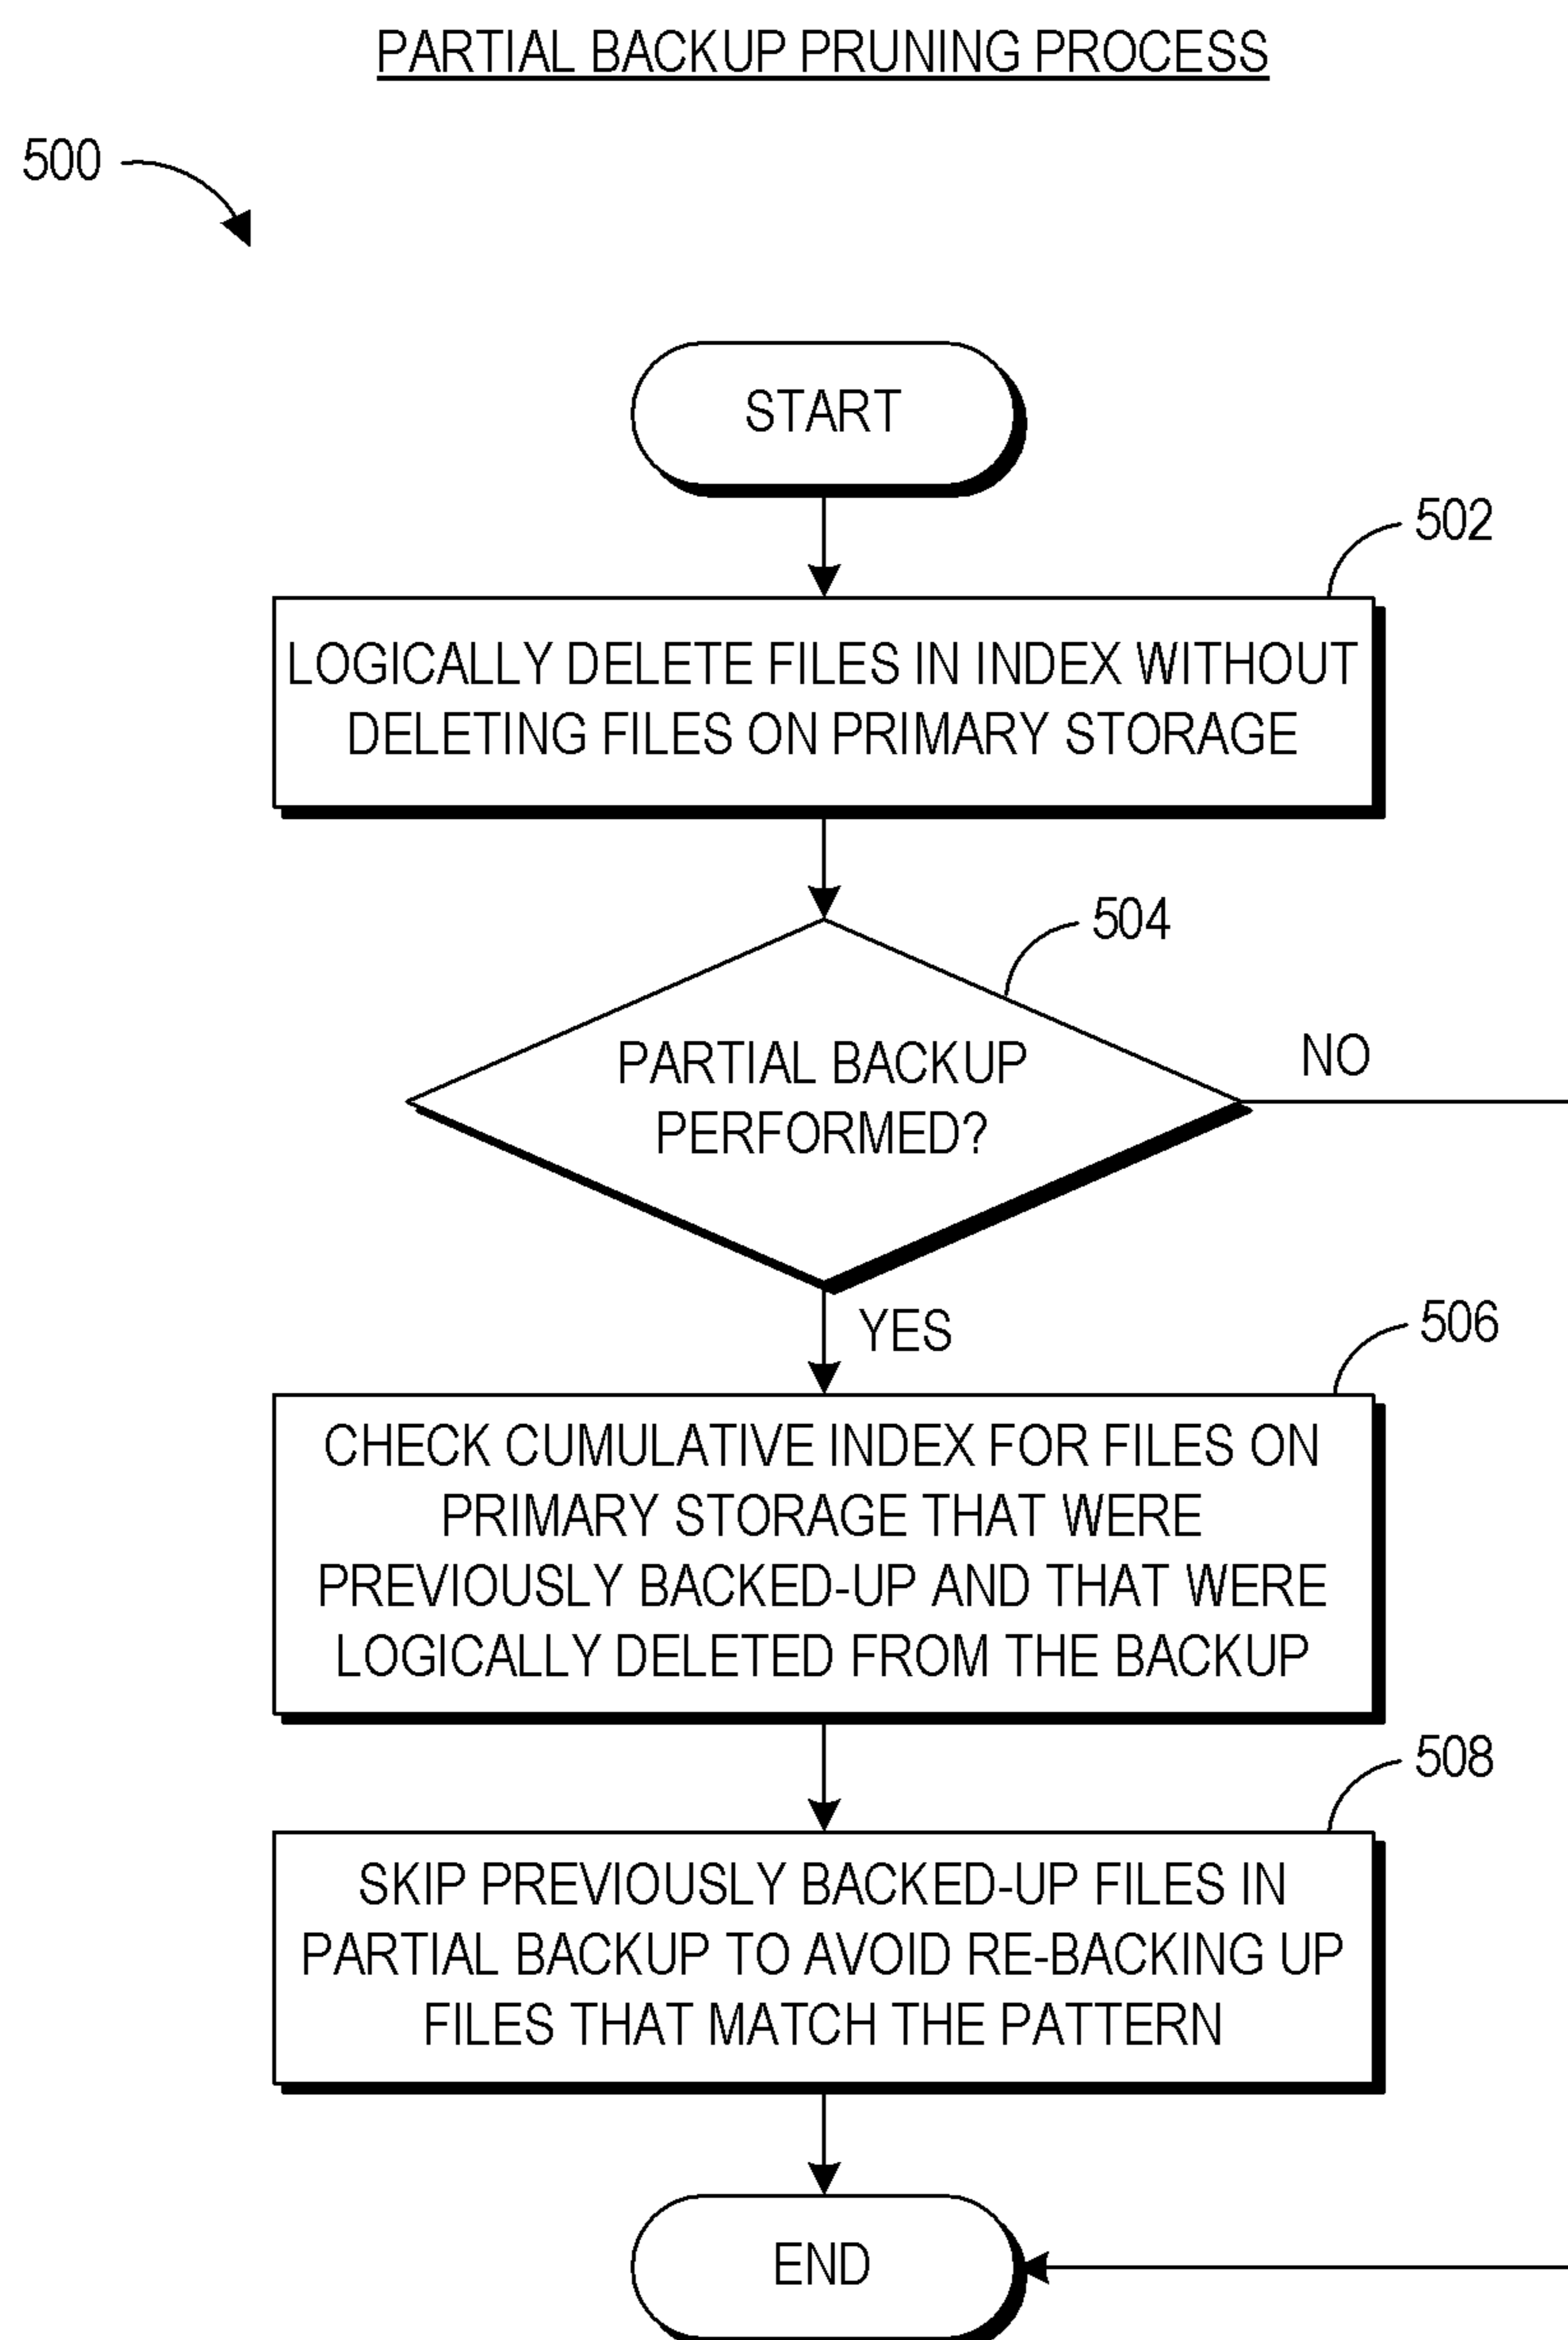 PARTIAL BACKUP PRUNING PROCESS
500
START
502
LOGICALLY DELETE FILES IN INDEX WITHOUT
DELETING FILES ON PRIMARY STORAGE
504
PARTIAL BACKUP
PERFORMED?
NO
YES
506
CHECK CUMULATIVE INDEX FOR FILES ON
PRIMARY STORAGE THAT WERE
PREVIOUSLY BACKED-UP AND THAT WERE
LOGICALLY DELETED FROM THE BACKUP
508
SKIP PREVIOUSLY BACKED-UP FILES IN
PARTIAL BACKUP TO AVOID RE-BACKING UP
FILES THAT MATCH THE PATTERN
END